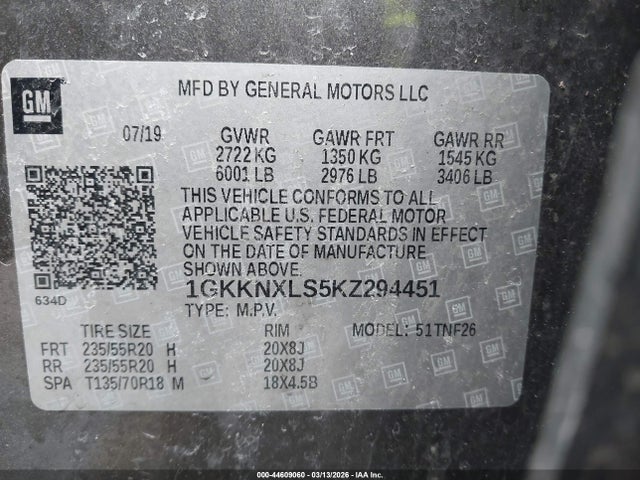 GM
MFD BY GENERAL MOTORS LLC
07/19 GVWR GAWR FRT GAWR RR
2722 KG 1350 KG 1545 KG
6001 LB 2976 LB 3406 LB
THIS VEHICLE CONFORMS TO ALL
APPLICABLE U.S. FEDERAL MOTOR
VEHICLE SAFETY STANDARDS IN EFFECT
ON THE DATE OF MANUFACTURE
SHOWN ABOVE.
1GKKNXLS5KZ294451
634D
TYPE: M.P.V.
TIRE SIZE RIM MODEL: 51TNF26
FRT 235/55R20 H 20X8J
RR 235/55R20 H 20X8J
SPA T135/70R18 M 18X4.5B
000-44609060 - 03/13/2026 - IAA Inc.